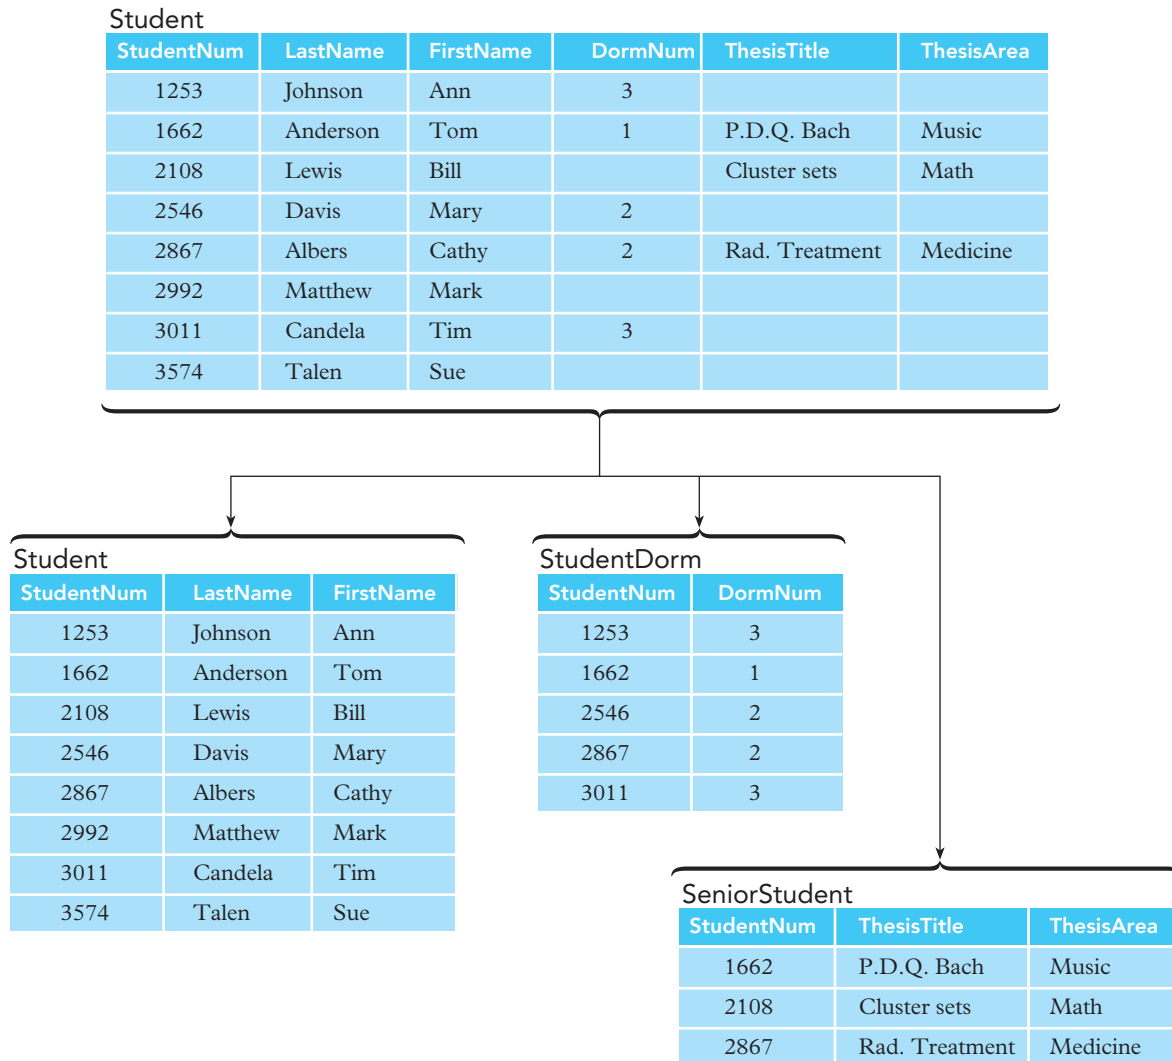 Student
StudentNum LastName FirstName DormNum ThesisTitle ThesisArea
1253 Johnson Ann 3
1662 Anderson Tom 1 P.D.Q. Bach Music
2108 Lewis Bill Cluster sets Math
2546 Davis Mary 2
2867 Albers Cathy 2 Rad. Treatment Medicine
2992 Matthew Mark
3011 Candela Tim 3
3574 Talen Sue
Student
StudentNum LastName FirstName
1253 Johnson Ann
1662 Anderson Tom
2108 Lewis Bill
2546 Davis Mary
2867 Albers Cathy
2992 Matthew Mark
3011 Candela Tim
3574 Talen Sue
StudentDorm
StudentNum DormNum
1253 3
1662 1
2546 2
2867 2
3011 3
SeniorStudent
StudentNum ThesisTitle ThesisArea
1662 P.D.Q. Bach Music
2108 Cluster sets Math
2867 Rad. Treatment Medicine